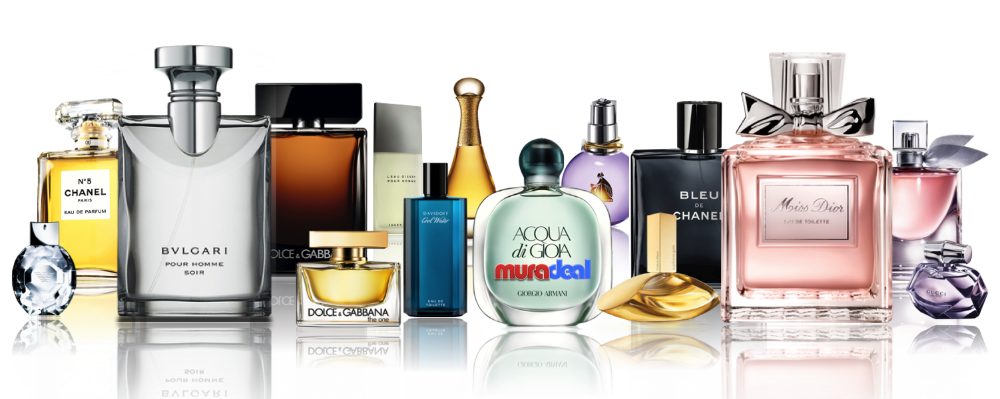 N°5
CHANEL
PARIS
EAU DE PARFUM
BVLGARI
POUR HOMME
SOIR
DOLCE & GABBA
L'EAU D'ISSEY
POUR HOMME
DOLCE & GABBANA
the one
DAVIDOFF
Cool Water
EAU DE
TOILETTE
ACQUA
di GIOIA
muradeal
GIORGIO ARMANI
BLEU
DE
CHANEL
Miss Dior
EAU DE TOILETTE
GUCCI